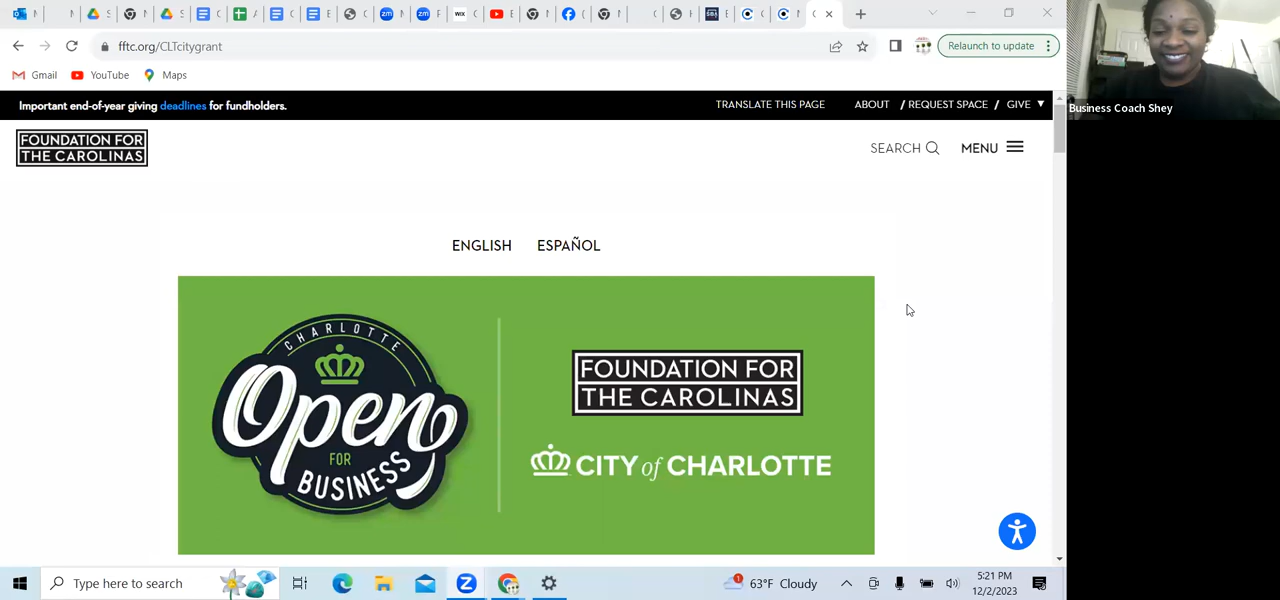 fftc.org/CLTcitygrant
Relaunch to update
Gmail YouTube Maps
Business Coach Shey
Important end-of-year giving deadlines for fundholders.
TRANSLATE THIS PAGE ABOUT / REQUEST SPACE / GIVE ▼
FOUNDATION FOR
THE CAROLINAS
SEARCH MENU
ENGLISH ESPAÑOL
CHARLOTTE
Open
FOR
BUSINESS
FOUNDATION FOR
THE CAROLINAS
CITY of CHARLOTTE
Type here to search
1
63°F Cloudy
5:21 PM
12/2/2023